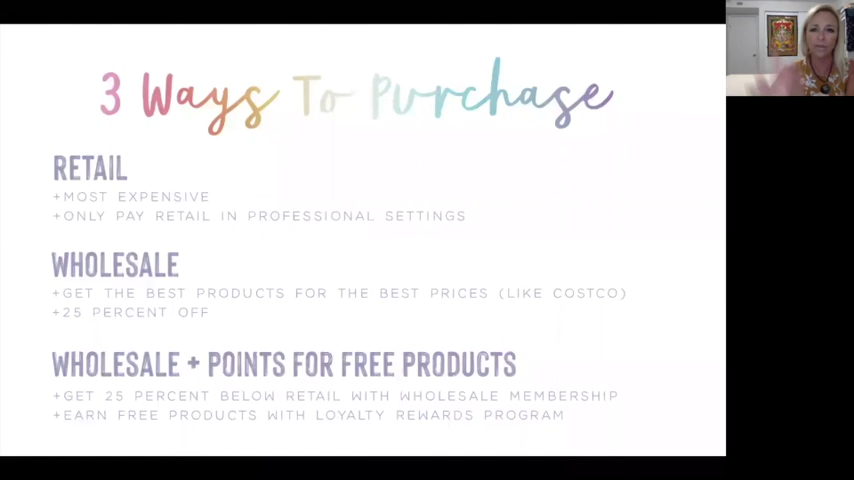 3 Ways To Purchase
RETAIL
+MOST EXPENSIVE
+ONLY PAY RETAIL IN PROFESSIONAL SETTINGS
WHOLESALE
+GET THE BEST PRODUCTS FOR THE BEST PRICES (LIKE COSTCO)
+25 PERCENT OFF
WHOLESALE + POINTS FOR FREE PRODUCTS
+GET 25 PERCENT BELOW RETAIL WITH WHOLESALE MEMBERSHIP
+EARN FREE PRODUCTS WITH LOYALTY REWARDS PROGRAM